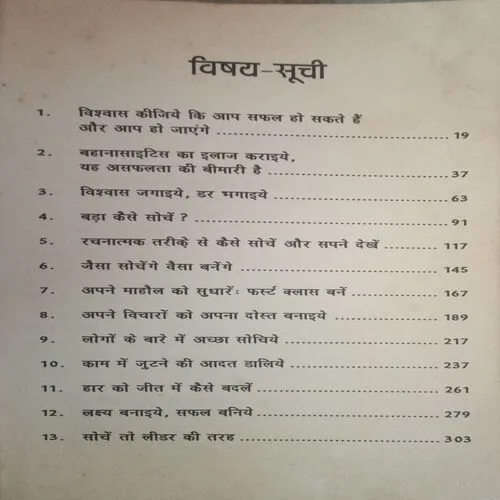 विषय-सूची
1. विश्वास कीजिये कि आप सफल हो सकते हैं
और आप हो जाएंगे ........................................ 19
2. बहानासाइटिस का इलाज कराइये,
यह असफलता की बीमारी है ................................ 37
3. विश्वास जगाइये, डर भगाइये ............................ 63
4. बड़ा कैसे सोचें ? ........................................ 91
5. रचनात्मक तरीक़े से कैसे सोचें और सपने देखें ........... 117
6. जैसा सोचेंगे वैसा बनेंगे .................................. 145
7. अपने माहौल को सुधारें: फर्स्ट क्लास बनें ............... 167
8. अपने विचारों को अपना दोस्त बनाइये .................. 189
9. लोगों के बारे में अच्छा सोचिये ........................... 217
10. काम में जुटने की आदत डालिये ......................... 237
11. हार को जीत में कैसे बदलें .............................. 261
12. लक्ष्य बनाइये, सफल बनिये ............................. 279
13. सोचें तो लीडर की तरह ................................. 303